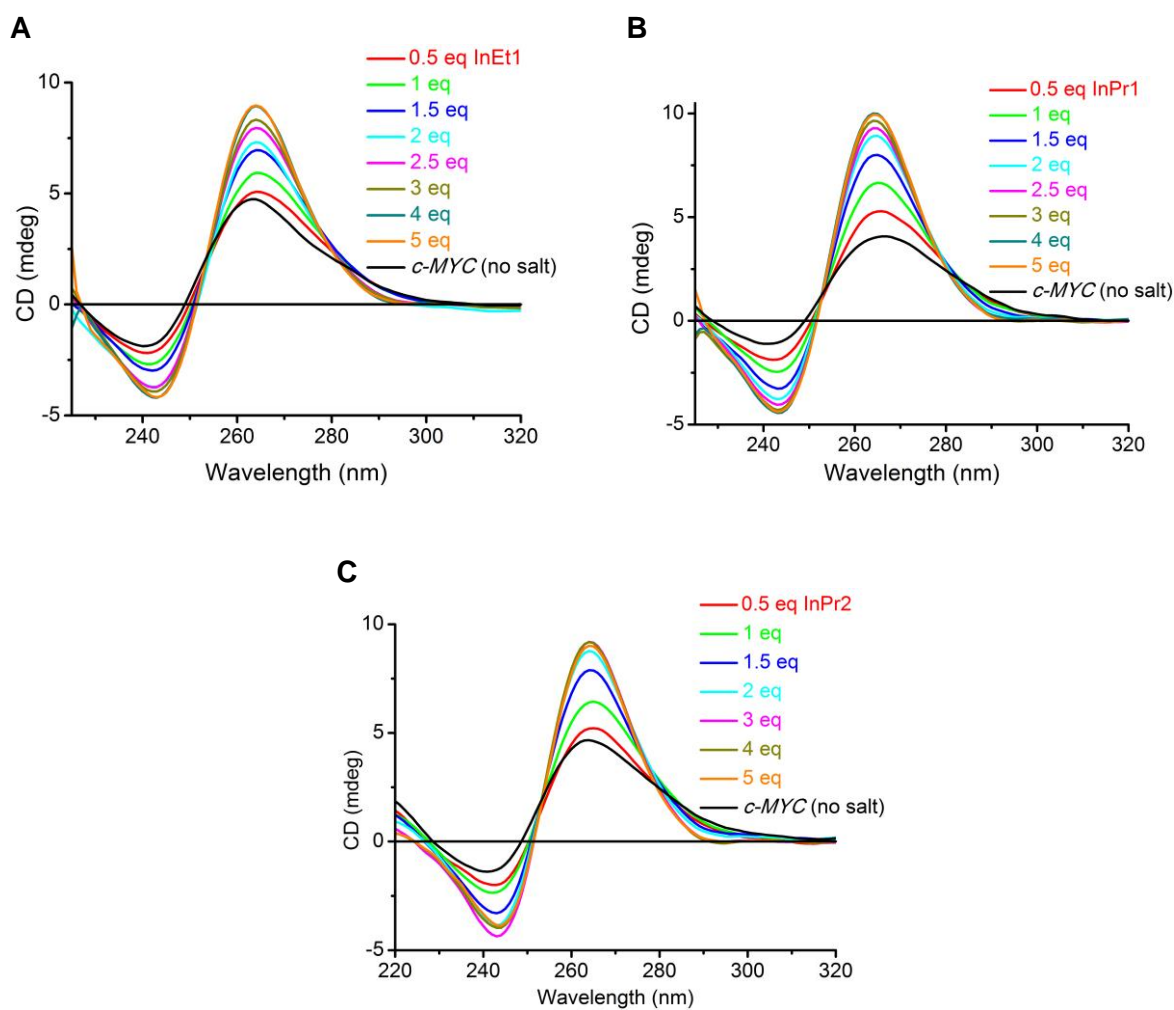 A
0.5 eq InEt1
1 eq
1.5 eq
2 eq
2.5 eq
3 eq
4 eq
5 eq
c-MYC (no salt)
CD (mdeg)
10
5
0
-5
240 260 280 300 320
Wavelength (nm)
B
0.5 eq InPr1
1 eq
1.5 eq
2 eq
2.5 eq
3 eq
4 eq
5 eq
c-MYC (no salt)
CD (mdeg)
10
5
0
-5
240 260 280 300 320
Wavelength (nm)
C
0.5 eq InPr2
1 eq
1.5 eq
2 eq
3 eq
4 eq
5 eq
c-MYC (no salt)
CD (mdeg)
10
5
0
-5
220 240 260 280 300 320
Wavelength (nm)